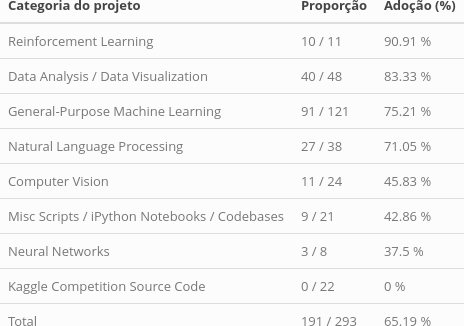 Categoria do projeto Proporção Adoção (%)
Reinforcement Learning 10 / 11 90.91 %
Data Analysis / Data Visualization 40 / 48 83.33 %
General-Purpose Machine Learning 91 / 121 75.21 %
Natural Language Processing 27 / 38 71.05 %
Computer Vision 11 / 24 45.83 %
Misc Scripts / iPython Notebooks / Codebases 9 / 21 42.86 %
Neural Networks 3 / 8 37.5 %
Kaggle Competition Source Code 0 / 22 0 %
Total 191 / 293 65.19 %